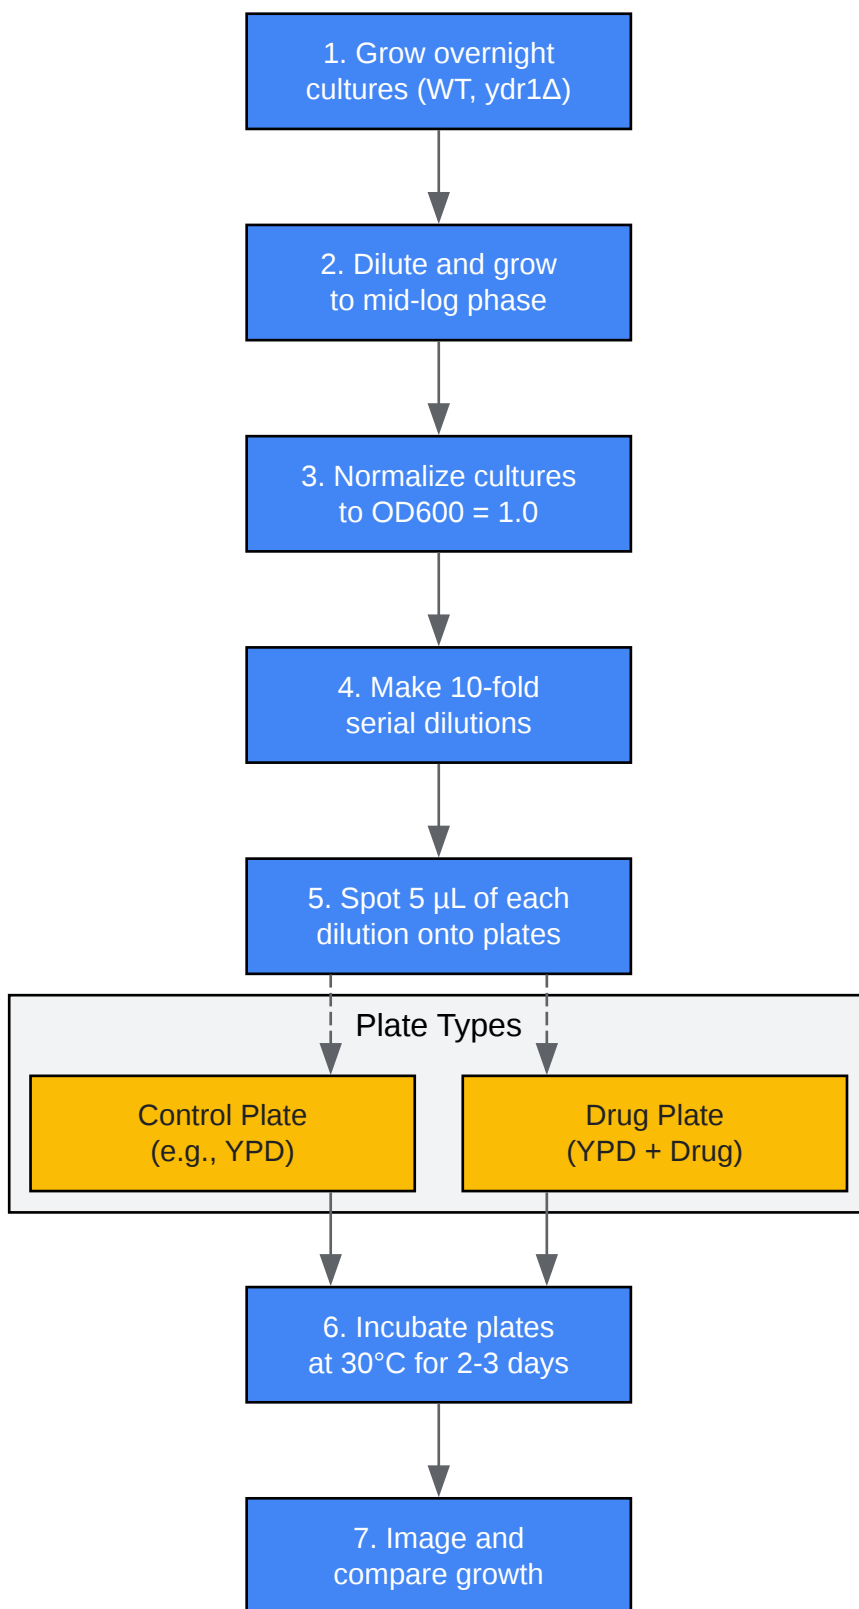 1. Grow overnight
cultures (WT, ydr1Δ)
2. Dilute and grow
to mid-log phase
3. Normalize cultures
to OD600 = 1.0
4. Make 10-fold
serial dilutions
5. Spot 5 µL of each
dilution onto plates
Plate Types
Control Plate
(e.g., YPD)
Drug Plate
(YPD + Drug)
6. Incubate plates
at 30°C for 2-3 days
7. Image and
compare growth